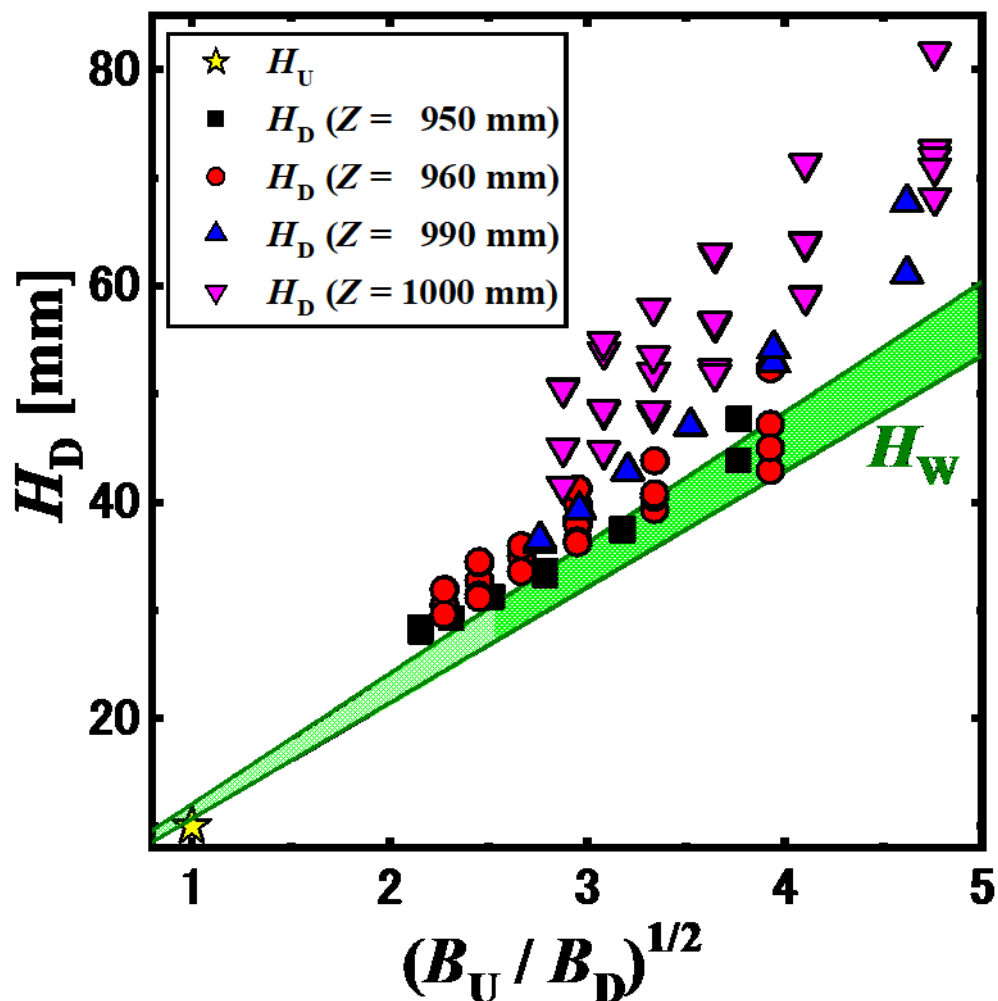 80
60
40
20
H_D [mm]
H_U
H_D (Z = 950 mm)
H_D (Z = 960 mm)
H_D (Z = 990 mm)
H_D (Z = 1000 mm)
H_W
1 2 3 4 5
(B_U / B_D)^1/2